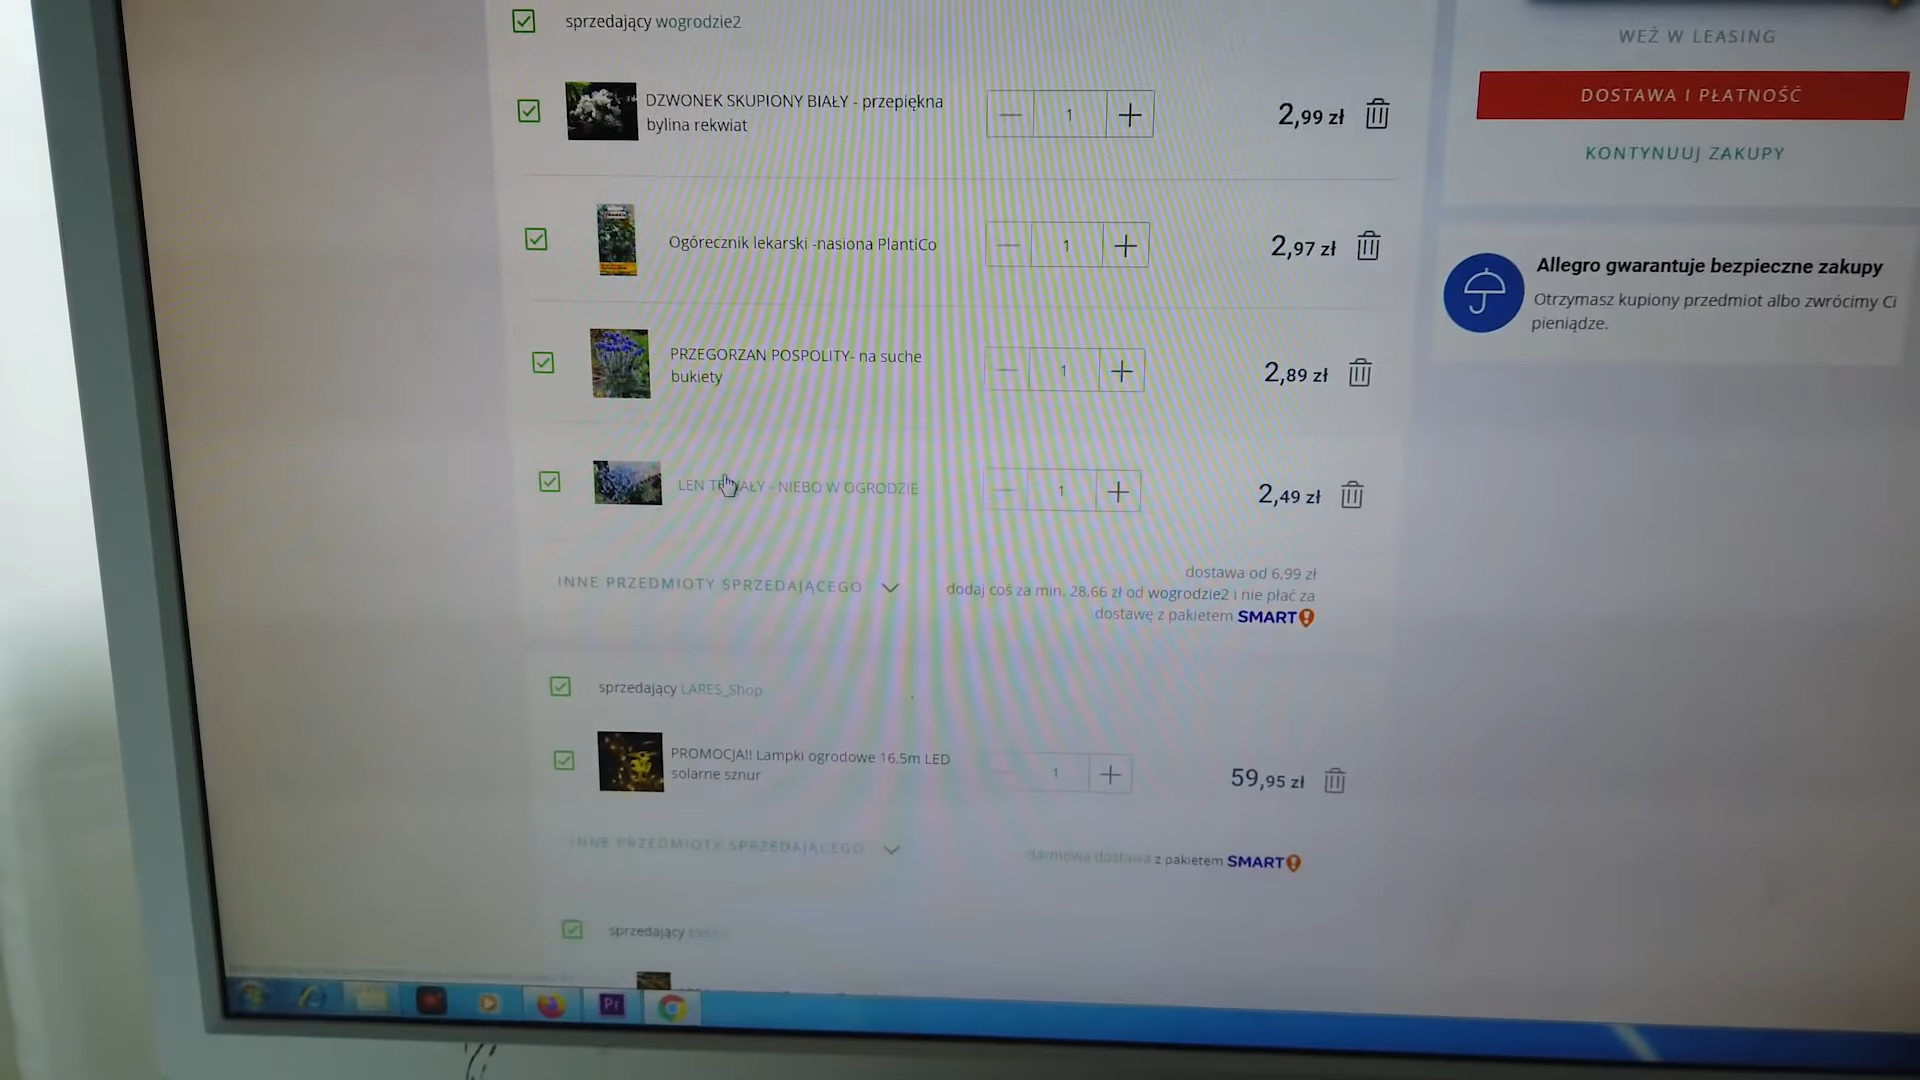 sprzedający wogrodzie2
WEŹ W LEASING
DZWONEK SKUPIONY BIAŁY - przepiękna
bylina rekwiat
1
2,99 zł
DOSTAWA I PŁATNOŚĆ
KONTYNUUJ ZAKUPY
Ogórecznik lekarski -nasiona PlantiCo
1
2,97 zł
Allegro gwarantuje bezpieczne zakupy
Otrzymasz kupiony przedmiot albo zwrócimy Ci
pieniądze.
PRZEGORZAN POSPOLITY- na suche
bukiety
1
2,89 zł
LEN - NIEBO W OGRODZIE
1
2,49 zł
INNE PRZEDMIOTY SPRZEDAJĄCEGO
dostawa od 6,99 zł
dodaj coś za min. 28,66 zł od wogrodzie2 i nie płać za
dostawę z pakietem SMART!
sprzedający LARES_Shop
PROMOCJA!! Lampki ogrodowe 16,5m LED
solarne sznur
1
59,95 zł
INNE PRZEDMIOTY SPRZEDAJĄCEGO
darmowa dostawa z pakietem SMART!
sprzedający
Pr